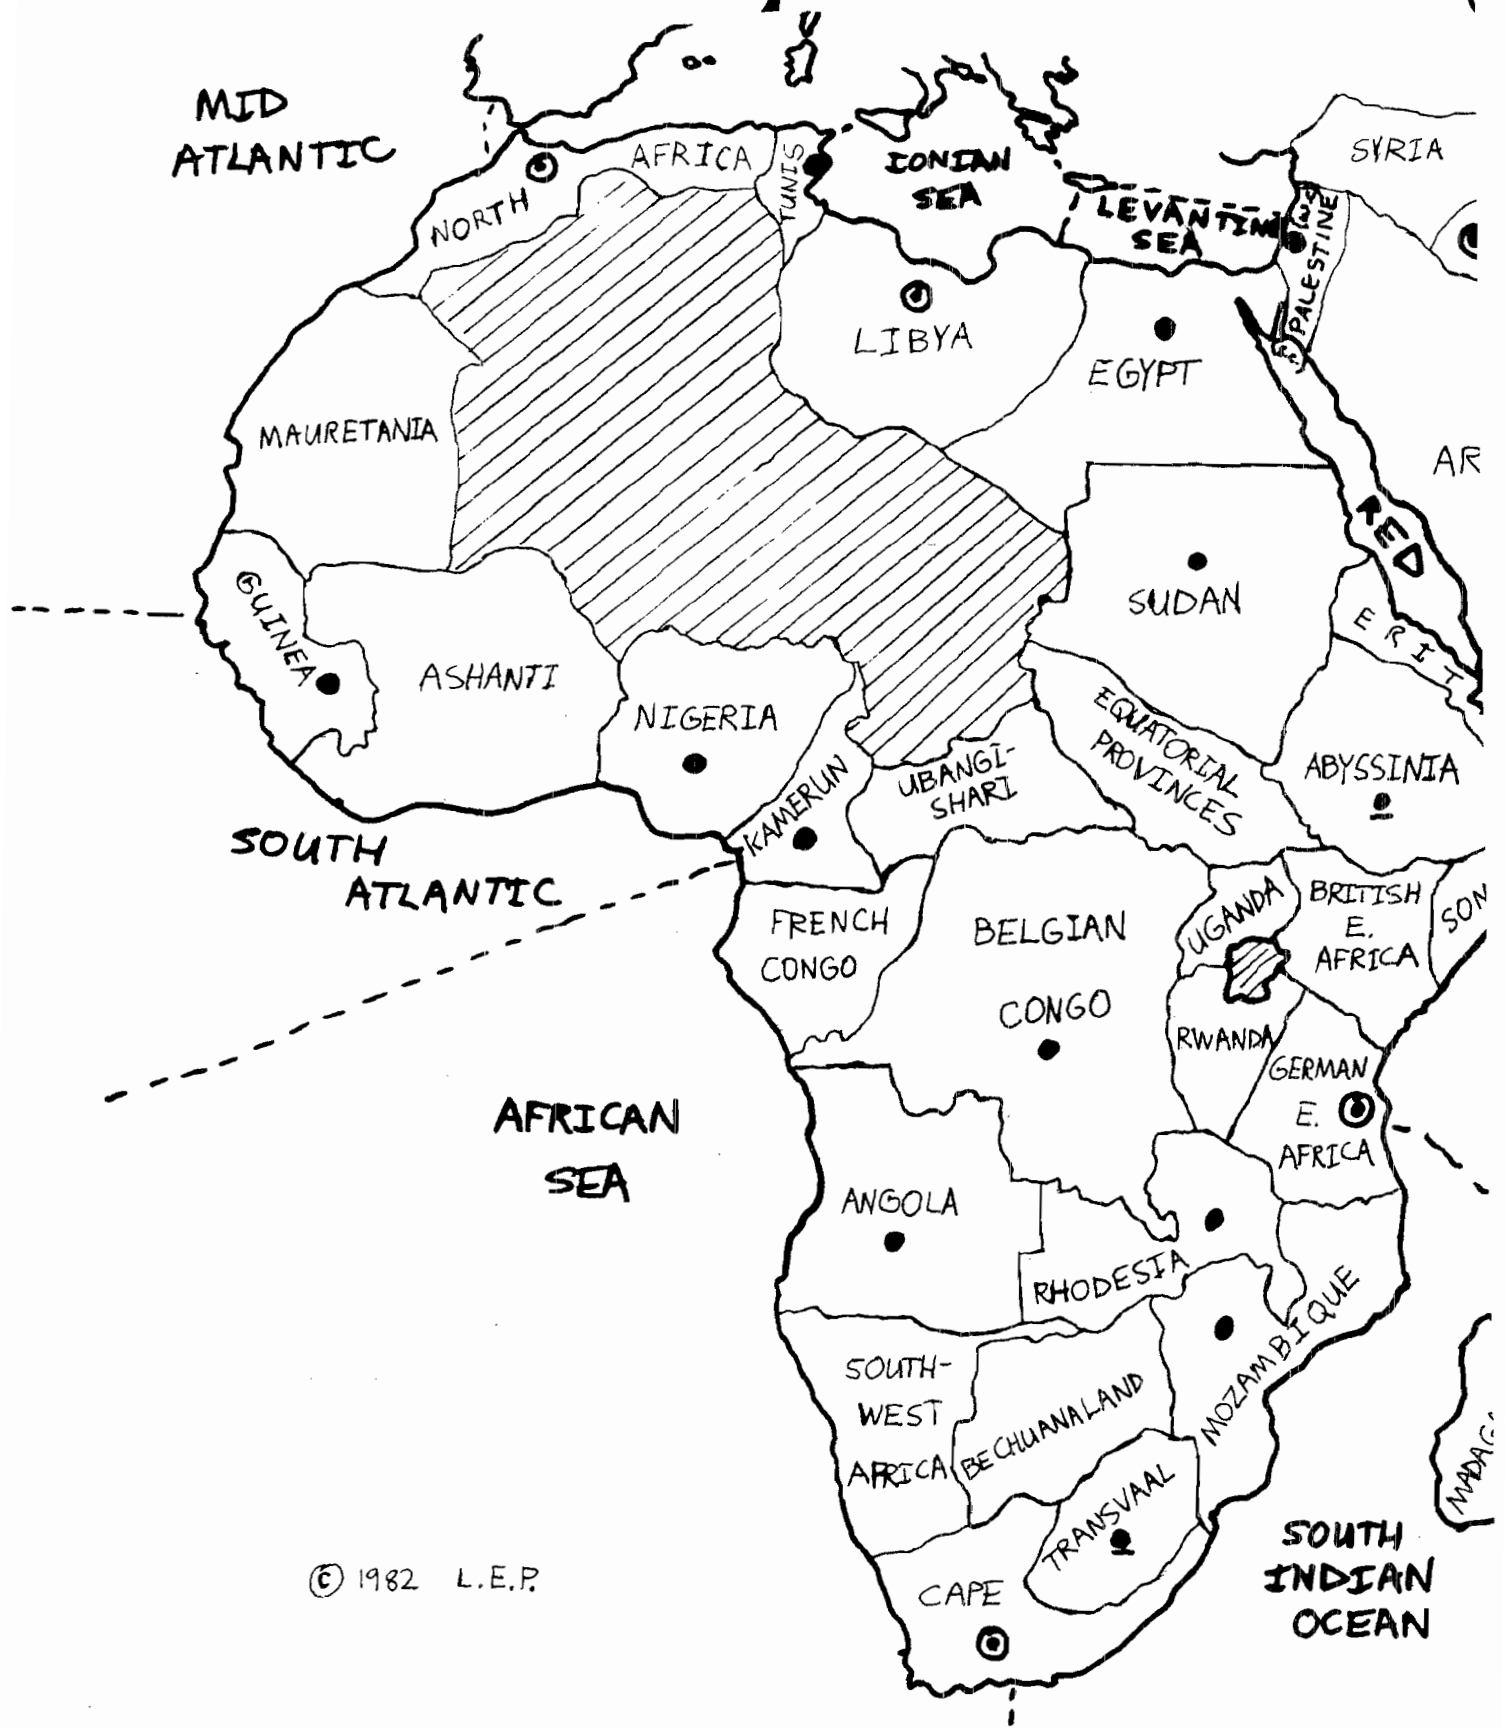 MID
ATLANTIC
NORTH
AFRICA
TUNIS
IONIAN
SEA
LEVANTINE
SEA
SYRIA
PALESTINE
LIBYA
EGYPT
MAURETANIA
AR
RED
SUDAN
ERIT
GUINEA
ASHANTI
NIGERIA
EQUATORIAL
PROVINCES
ABYSSINIA
KAMERUN
UBANGI-
SHARI
SOUTH
ATLANTIC
FRENCH
CONGO
BELGIAN
CONGO
UGANDA
BRITISH
E.
AFRICA
SON
RWANDA
GERMAN
E.
AFRICA
AFRICAN
SEA
ANGOLA
RHODESIA
MOZAMBIQUE
SOUTH-
WEST
AFRICA
BECHUANALAND
TRANSVAAL
MADAG
SOUTH
INDIAN
OCEAN
CAPE
© 1982 L.E.P.